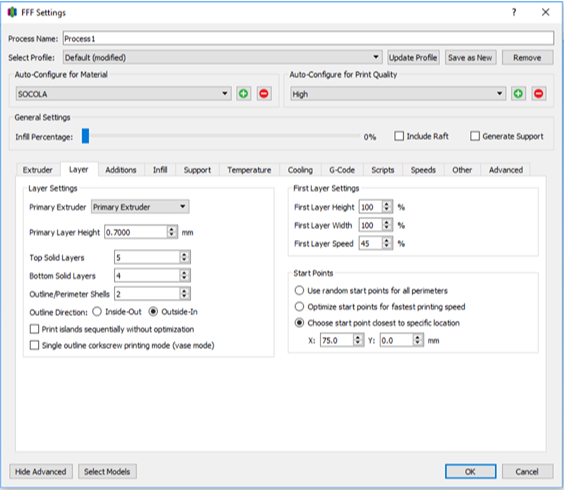 FFF Settings
Process Name: Process1
Select Profile: Default (modified) Update Profile Save as New Remove
Auto-Configure for Material Auto-Configure for Print Quality
SOCOLA High
General Settings
Infill Percentage: 0% Include Raft Generate Support
Extruder Layer Additions Infill Support Temperature Cooling G-Code Scripts Speeds Other Advanced
Layer Settings
Primary Extruder Primary Extruder
Primary Layer Height 0.7000 mm
Top Solid Layers 5
Bottom Solid Layers 4
Outline/Perimeter Shells 2
Outline Direction: Inside-Out Outside-In
Print islands sequentially without optimization
Single outline corkscrew printing mode (vase mode)
First Layer Settings
First Layer Height 100 %
First Layer Width 100 %
First Layer Speed 45 %
Start Points
Use random start points for all perimeters
Optimize start points for fastest printing speed
Choose start point closest to specific location
X: 75.0 Y: 0.0 mm
Hide Advanced Select Models OK Cancel